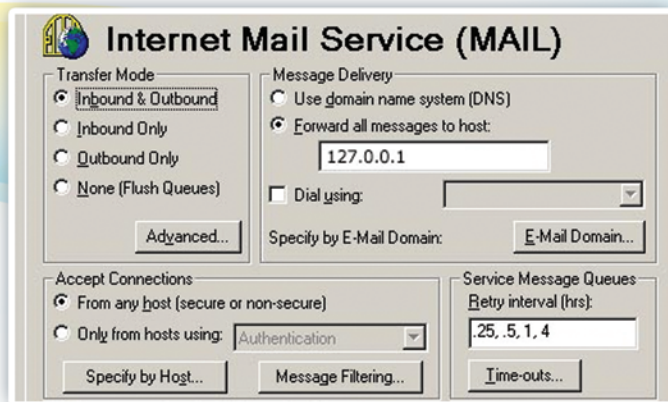 Internet Mail Service (MAIL)
Transfer Mode
Inbound & Outbound
Inbound Only
Outbound Only
None (Flush Queues)
Advanced...
Message Delivery
Use domain name system (DNS)
Forward all messages to host:
127.0.0.1
Dial using:
Specify by E-Mail Domain:
E-Mail Domain...
Accept Connections
From any host (secure or non-secure)
Only from hosts using:
Authentication
Specify by Host...
Message Filtering...
Service Message Queues
Retry interval (hrs):
.25, .5, 1, 4
Time-outs...